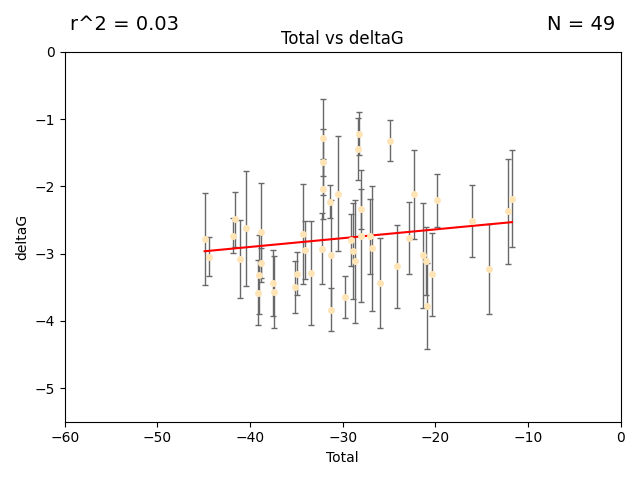 r^2 = 0.03
N = 49
Total vs deltaG
0
−1
−2
−3
−4
−5
deltaG
−60
−50
−40
−30
−20
−10
0
Total